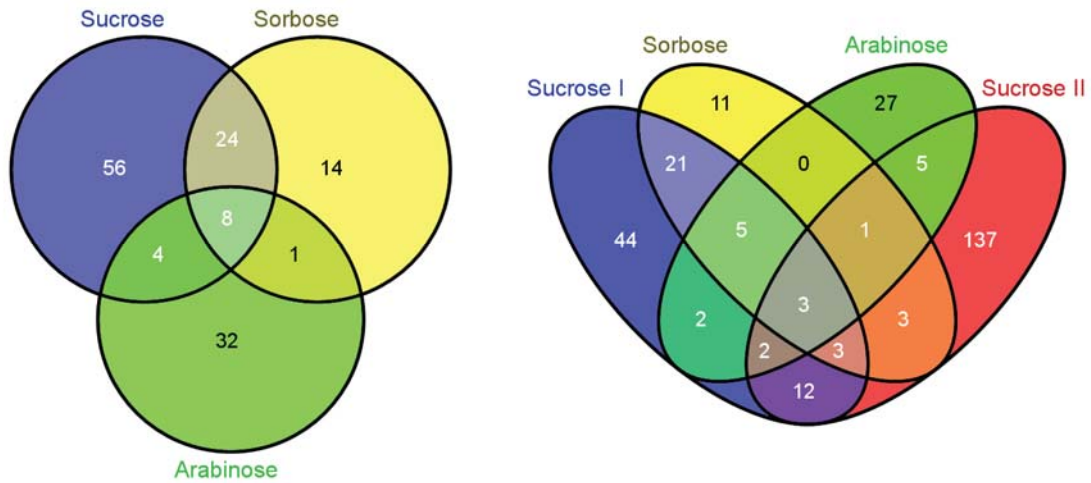 Sucrose Sorbose
24
56 14
8
4 1
32
Arabinose
Sorbose Arabinose
Sucrose I Sucrose II
11 27
21 0 5
44 5 1 137
3
2 3
2 3
12